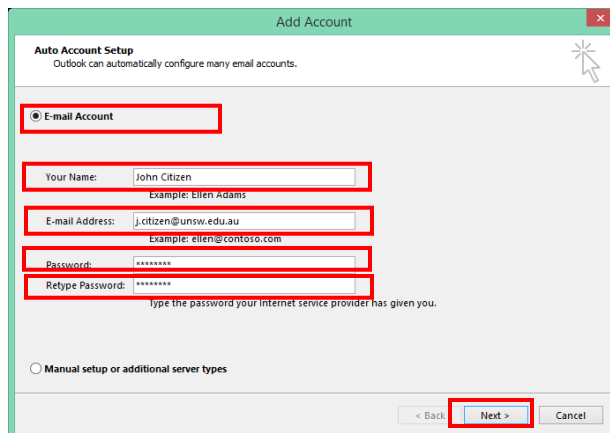 Add Account
Auto Account Setup
Outlook can automatically configure many email accounts.
E-mail Account
Your Name: John Citizen
Example: Ellen Adams
E-mail Address: j.citizen@unsw.edu.au
Example: ellen@contoso.com
Password: ********
Retype Password: ********
Type the password your Internet service provider has given you.
Manual setup or additional server types
< Back Next > Cancel